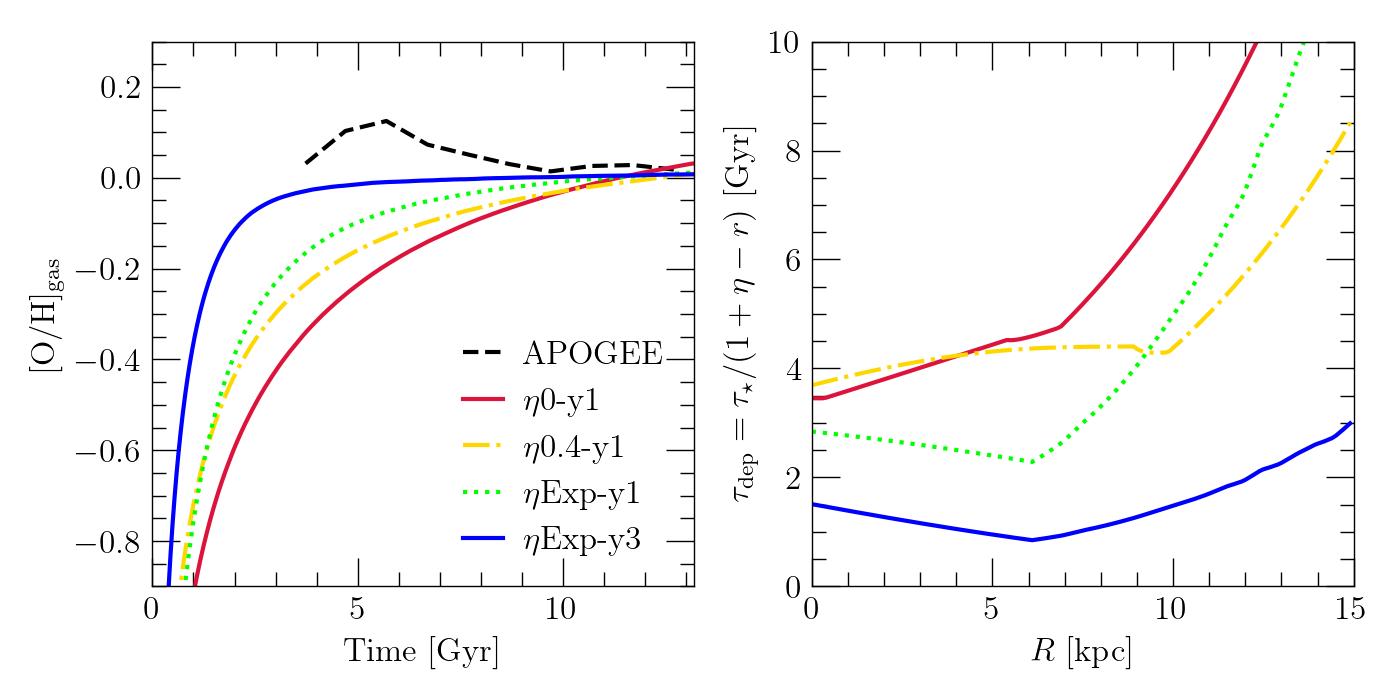 [O/H]gas
0.2
0.0
−0.2
−0.4
−0.6
−0.8
0
5
10
Time [Gyr]
APOGEE
η0-y1
η0.4-y1
ηExp-y1
ηExp-y3
τdep = τ⋆/(1 + η − r) [Gyr]
10
8
6
4
2
0
0
5
10
15
R [kpc]